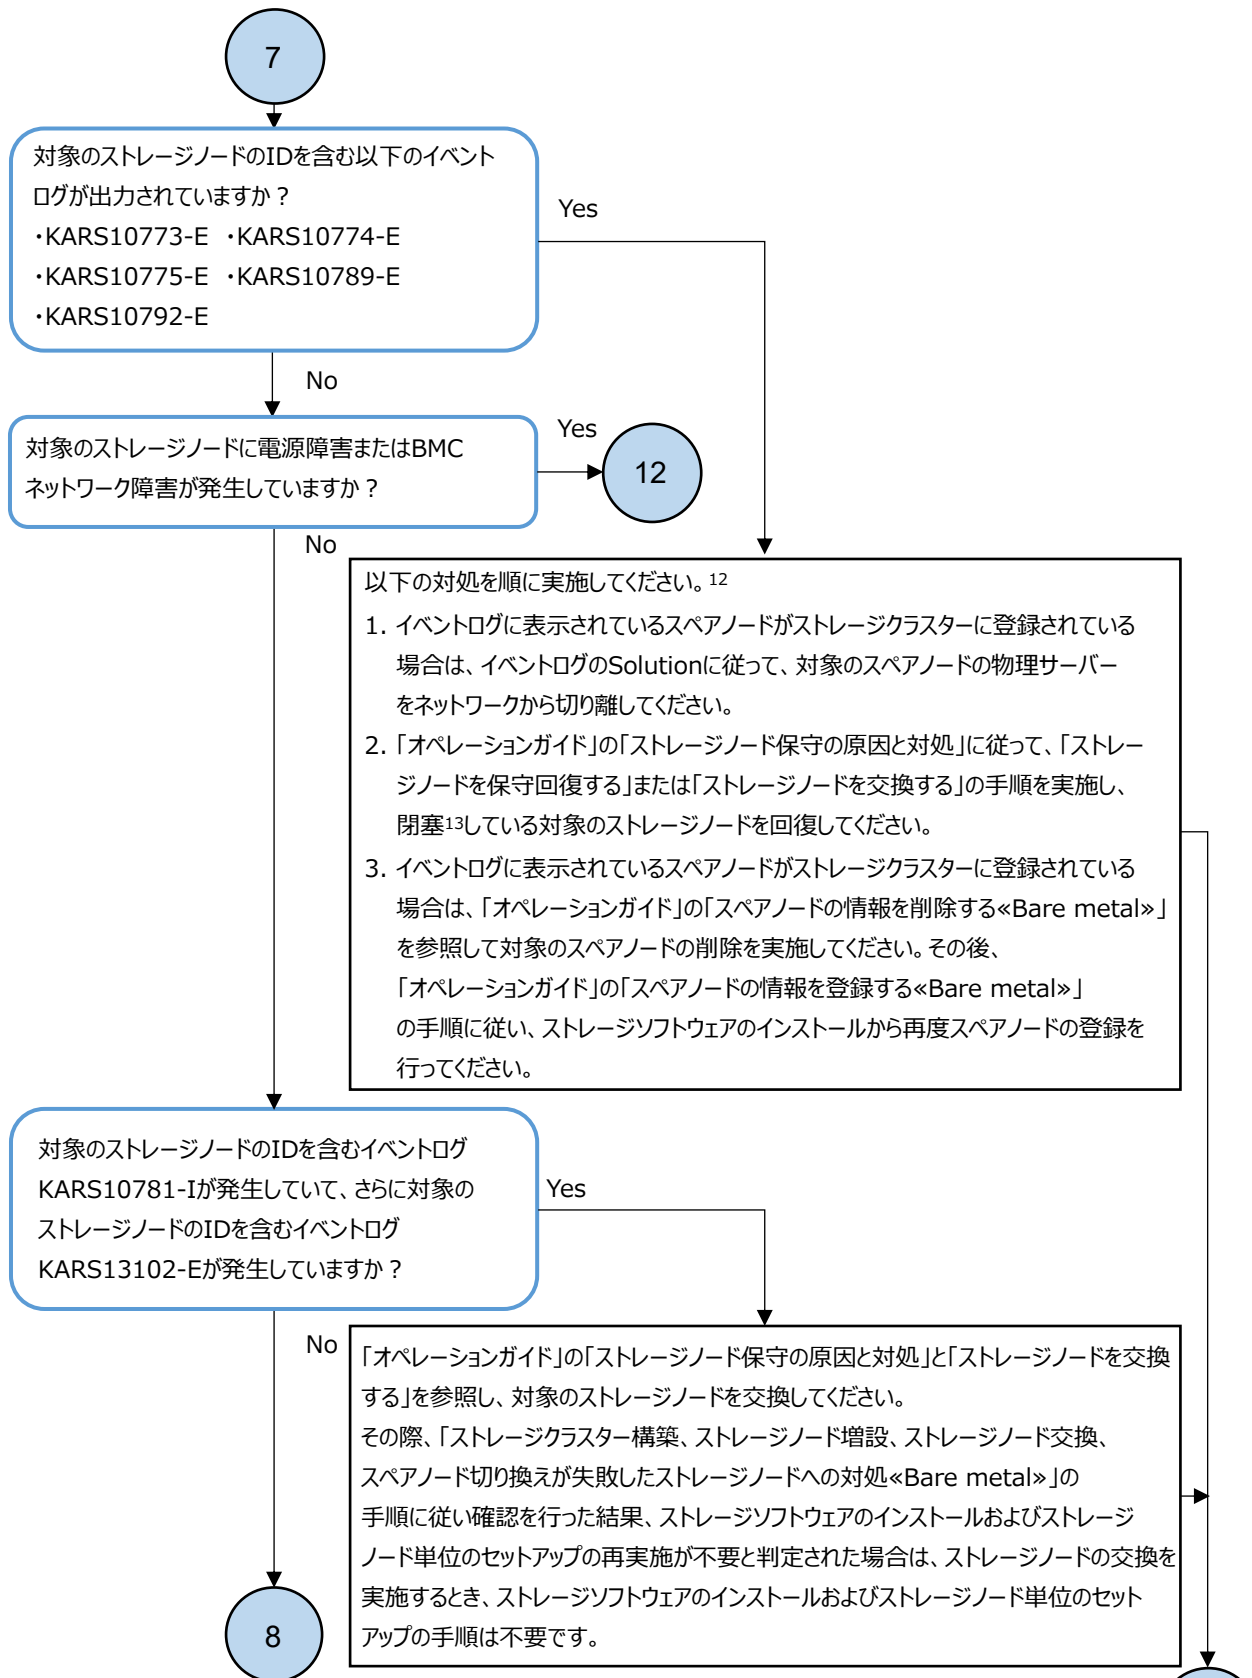 7
対象のストレージノードのIDを含む以下のイベント
ログが出力されていますか？
・KARS10773-E ・KARS10774-E
・KARS10775-E ・KARS10789-E
・KARS10792-E
Yes
No
対象のストレージノードに電源障害またはBMC
ネットワーク障害が発生していますか？
Yes
12
No
以下の対処を順に実施してください。12
1. イベントログに表示されているスペアノードがストレージクラスターに登録されている
場合は、イベントログのSolutionに従って、対象のスペアノードの物理サーバー
をネットワークから切り離してください。
2. 「オペレーションガイド」の「ストレージノード保守の原因と対処」に従って、「ストレー
ジノードを保守回復する」または「ストレージノードを交換する」の手順を実施し、
閉塞13している対象のストレージノードを回復してください。
3. イベントログに表示されているスペアノードがストレージクラスターに登録されている
場合は、「オペレーションガイド」の「スペアノードの情報を削除する«Bare metal»」
を参照して対象のスペアノードの削除を実施してください。その後、
「オペレーションガイド」の「スペアノードの情報を登録する«Bare metal»」
の手順に従い、ストレージソフトウェアのインストールから再度スペアノードの登録を
行ってください。
対象のストレージノードのIDを含むイベントログ
KARS10781-Iが発生していて、さらに対象の
ストレージノードのIDを含むイベントログ
KARS13102-Eが発生していますか？
Yes
No
「オペレーションガイド」の「ストレージノード保守の原因と対処」と「ストレージノードを交換
する」を参照し、対象のストレージノードを交換してください。
その際、「ストレージクラスター構築、ストレージノード増設、ストレージノード交換、
スペアノード切り換えが失敗したストレージノードへの対処«Bare metal»」の
手順に従い確認を行った結果、ストレージソフトウェアのインストールおよびストレージ
ノード単位のセットアップの再実施が不要と判定された場合は、ストレージノードの交換を
実施するとき、ストレージソフトウェアのインストールおよびストレージノード単位のセット
アップの手順は不要です。
8